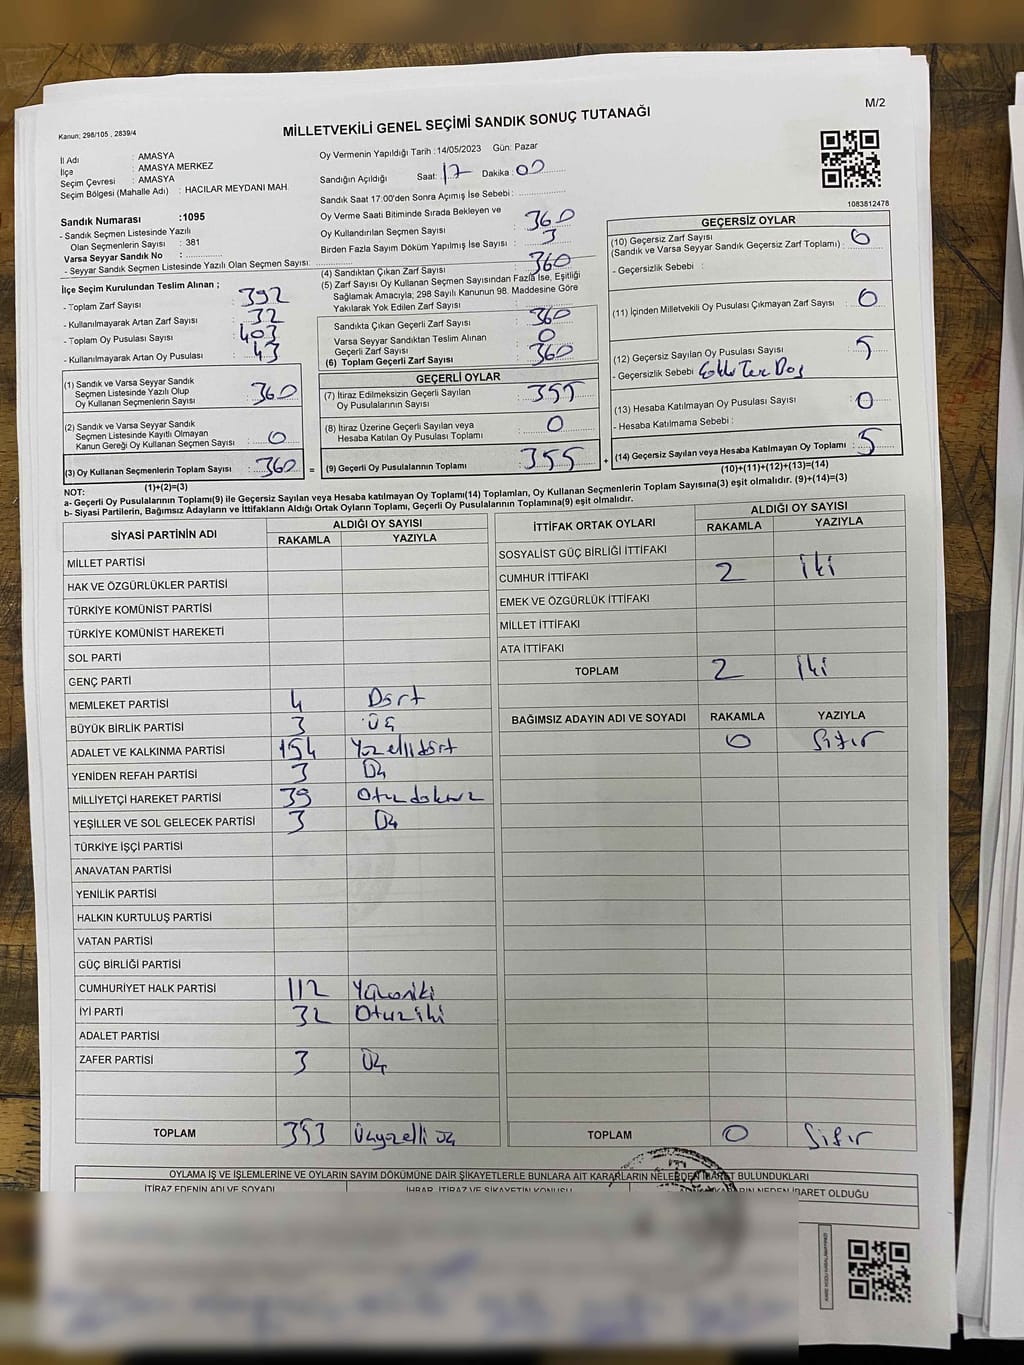 M/2
Kanun; 298/105 , 2839/4
MİLLETVEKİLİ GENEL SEÇİMİ SANDIK SONUÇ TUTANAĞI
İl Adı : AMASYA
İlçe : AMASYA MERKEZ
Seçim Çevresi : AMASYA
Seçim Bölgesi (Mahalle Adı) : HACILAR MEYDANI MAH.
Sandık Numarası :1095
- Sandık Seçmen Listesinde Yazılı
Olan Seçmenlerin Sayısı : 381
Varsa Seyyar Sandık No :
- Seyyar Sandık Seçmen Listesinde Yazılı Olan Seçmen Sayısı:
Oy Vermenin Yapıldığı Tarih : 14/05/2023 Gün: Pazar
Sandığın Açıldığı Saat: 17 Dakika: 00
Sandık Saat 17:00'den Sonra Açımış İse Sebebi :
Oy Verme Saati Bitiminde Sırada Bekleyen ve
Oy Kullandırılan Seçmen Sayısı : 360
Birden Fazla Sayım Döküm Yapılmış İse Sayısı : 3
(4) Sandıktan Çıkan Zarf Sayısı : 360
(5) Zarf Sayısı Oy Kullanan Seçmen Sayısından Fazla İse, Eşitliği
Sağlamak Amacıyla; 298 Sayılı Kanunun 98. Maddesine Göre
Yakılarak Yok Edilen Zarf Sayısı :
Sandıkta Çıkan Geçerli Zarf Sayısı : 360
Varsa Seyyar Sandıktan Teslim Alınan
Geçerli Zarf Sayısı : 0
(6) Toplam Geçerli Zarf Sayısı : 360
1083812478
GEÇERSİZ OYLAR
(10) Geçersiz Zarf Sayısı
(Sandık ve Varsa Seyyar Sandık Geçersiz Zarf Toplamı) : 0
- Geçersizlik Sebebi :
(11) İçinden Milletvekili Oy Pusulası Çıkmayan Zarf Sayısı : 0
(12) Geçersiz Sayılan Oy Pusulası Sayısı : 5
- Geçersizlik Sebebi
(13) Hesaba Katılmayan Oy Pusulası Sayısı : 0
- Hesaba Katılmama Sebebi :
(14) Geçersiz Sayılan veya Hesaba Katılmayan Oy Toplamı : 5
(10)+(11)+(12)+(13)=(14)
İlçe Seçim Kurulundan Teslim Alınan ;
- Toplam Zarf Sayısı : 392
- Kullanılmayarak Artan Zarf Sayısı : 32
- Toplam Oy Pusulası Sayısı : 403
- Kullanılmayarak Artan Oy Pusulası : 43
(1) Sandık ve Varsa Seyyar Sandık
Seçmen Listesinde Yazılı Olup
Oy Kullanan Seçmenlerin Sayısı : 360
(2) Sandık ve Varsa Seyyar Sandık
Seçmen Listesinde Kayıtlı Olmayan
Kanun Gereği Oy Kullanan Seçmen Sayısı : 0
(3) Oy Kullanan Seçmenlerin Toplam Sayısı : 360 =
(1)+(2)=(3)
GEÇERLİ OYLAR
(7) İtiraz Edilmeksizin Geçerli Sayılan
Oy Pusulalarının Sayısı : 355
(8) İtiraz Üzerine Geçerli Sayılan veya
Hesaba Katılan Oy Pusulası Toplamı : 0
(9) Geçerli Oy Pusulalarının Toplamı : 355 +
NOT:
a- Geçerli Oy Pusulalarının Toplamı(9) ile Geçersiz Sayılan veya Hesaba katılmayan Oy Toplamı(14) Toplamları, Oy Kullanan Seçmenlerin Toplam Sayısına(3) eşit olmalıdır. (9)+(14)=(3)
b- Siyasi Partilerin, Bağımsız Adayların ve İttifakların Aldığı Ortak Oyların Toplamı, Geçerli Oy Pusulalarının Toplamına(9) eşit olmalıdır.
SİYASİ PARTİNİN ADI ALDIĞI OY SAYISI
RAKAMLA YAZIYLA
MİLLET PARTİSİ
HAK VE ÖZGÜRLÜKLER PARTİSİ
TÜRKİYE KOMÜNİST PARTİSİ
TÜRKİYE KOMÜNİST HAREKETİ
SOL PARTİ
GENÇ PARTİ
MEMLEKET PARTİSİ 4 Dört
BÜYÜK BİRLİK PARTİSİ 3 Üç
ADALET VE KALKINMA PARTİSİ 154 Yüzellidört
YENİDEN REFAH PARTİSİ 3 Üç
MİLLİYETÇİ HAREKET PARTİSİ 39 Otuzdokuz
YEŞİLLER VE SOL GELECEK PARTİSİ 3 Üç
TÜRKİYE İŞÇİ PARTİSİ
ANAVATAN PARTİSİ
YENİLİK PARTİSİ
HALKIN KURTULUŞ PARTİSİ
VATAN PARTİSİ
GÜÇ BİRLİĞİ PARTİSİ
CUMHURİYET HALK PARTİSİ 112 Yüzoniki
İYİ PARTİ 32 Otuziki
ADALET PARTİSİ
ZAFER PARTİSİ 3 Üç
TOPLAM 353 Üçyüzelli üç
İTTİFAK ORTAK OYLARI ALDIĞI OY SAYISI
RAKAMLA YAZIYLA
SOSYALİST GÜÇ BİRLİĞİ İTTİFAKI
CUMHUR İTTİFAKI 2 İki
EMEK VE ÖZGÜRLÜK İTTİFAKI
MİLLET İTTİFAKI
ATA İTTİFAKI
TOPLAM 2 İki
BAĞIMSIZ ADAYIN ADI VE SOYADI RAKAMLA YAZIYLA
0 Sıfır
TOPLAM 0 Sıfır
OYLAMA İŞ VE İŞLEMLERİNE VE OYLARIN SAYIM DÖKÜMÜNE DAİR ŞİKAYETLERLE BUNLARA AİT KARARLARIN NELERDEN İBARET BULUNDUKLARI
İTİRAZ EDENİN ADI VE SOYADI İHBAR, İTİRAZ VE ŞİKAYETİN KONUSU İBARET OLDUĞU